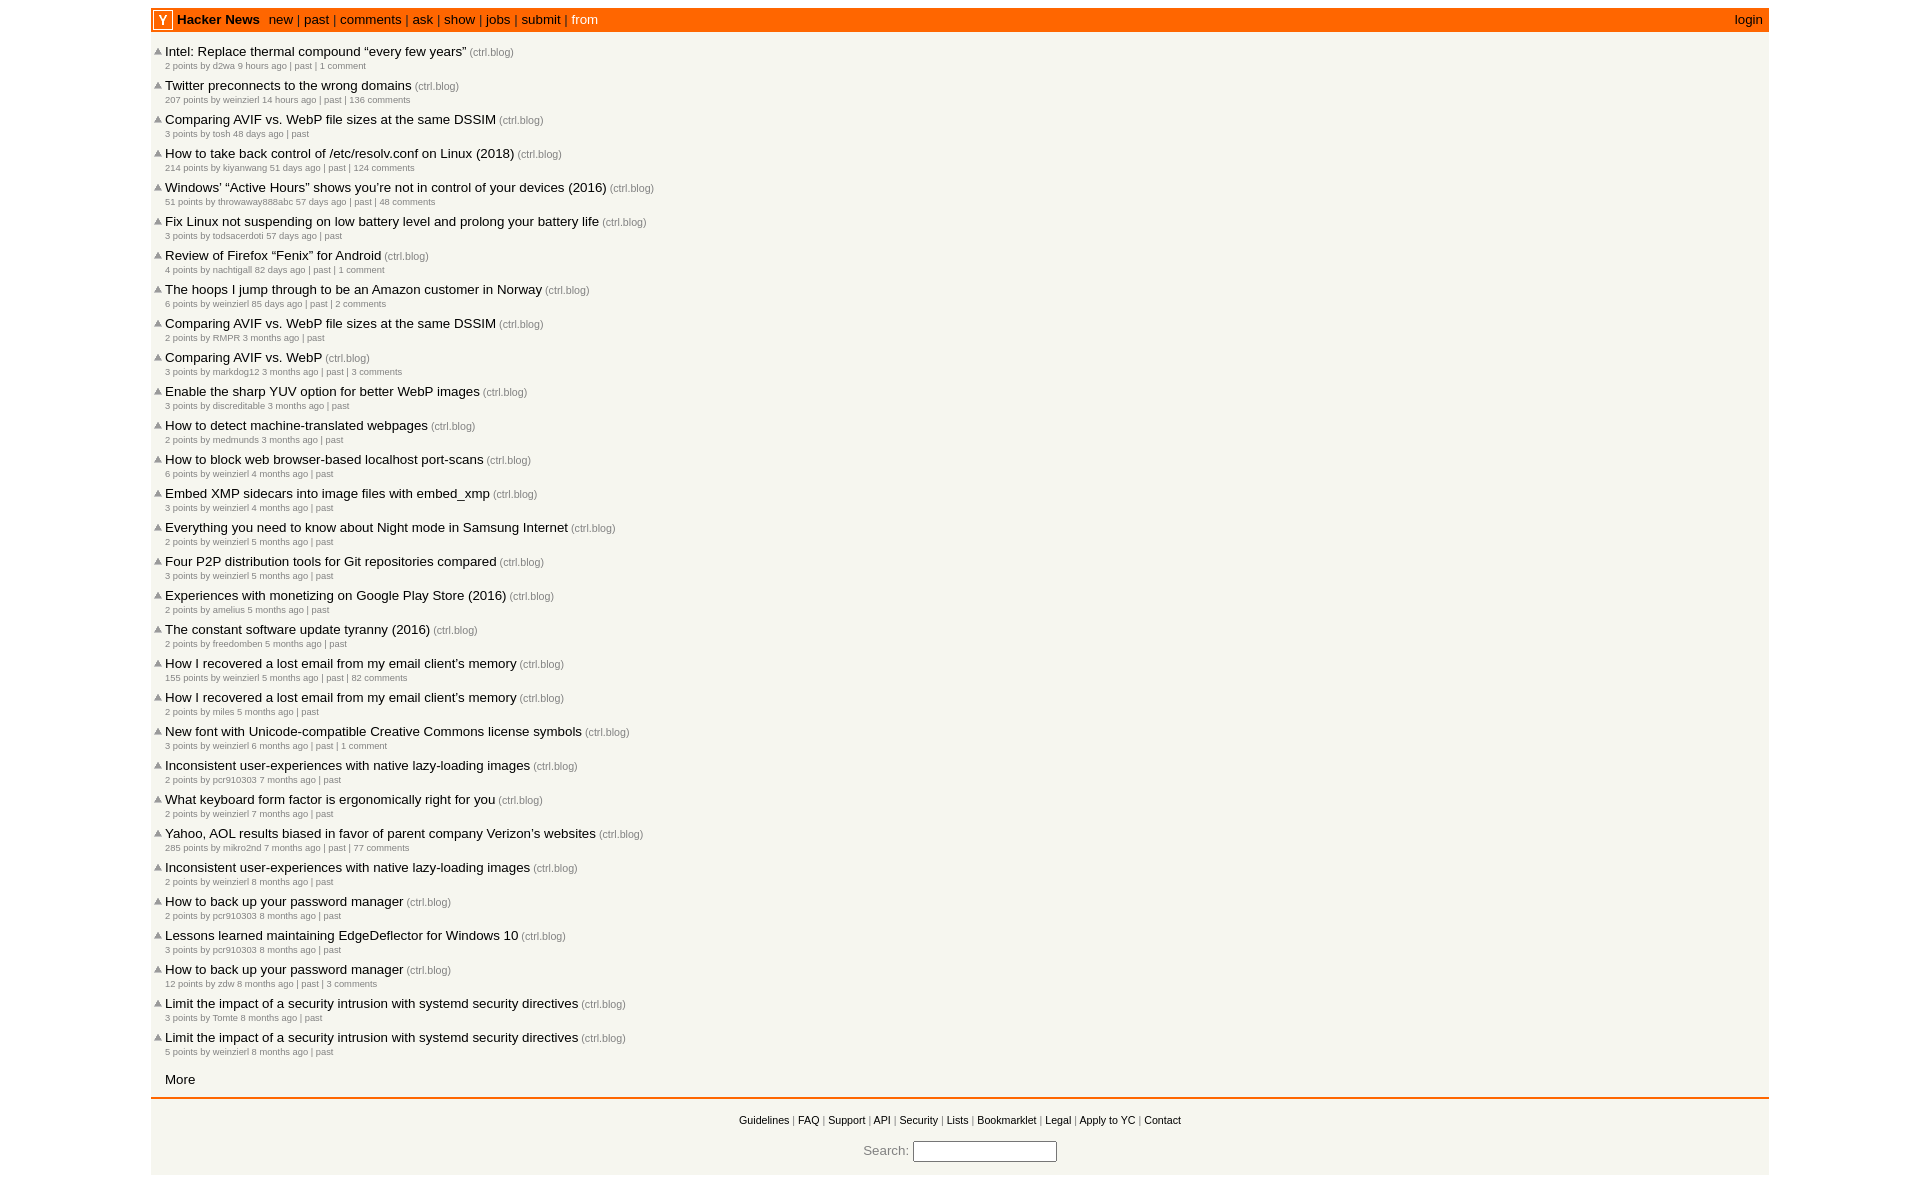 Y Hacker News new | past | comments | ask | show | jobs | submit | from login
Intel: Replace thermal compound “every few years” (ctrl.blog)
2 points by d2wa 9 hours ago | past | 1 comment
Twitter preconnects to the wrong domains (ctrl.blog)
207 points by weinzierl 14 hours ago | past | 136 comments
Comparing AVIF vs. WebP file sizes at the same DSSIM (ctrl.blog)
3 points by tosh 48 days ago | past
How to take back control of /etc/resolv.conf on Linux (2018) (ctrl.blog)
214 points by kiyanwang 51 days ago | past | 124 comments
Windows’ “Active Hours” shows you’re not in control of your devices (2016) (ctrl.blog)
51 points by throwaway888abc 57 days ago | past | 48 comments
Fix Linux not suspending on low battery level and prolong your battery life (ctrl.blog)
3 points by todsacerdoti 57 days ago | past
Review of Firefox “Fenix” for Android (ctrl.blog)
4 points by nachtigall 82 days ago | past | 1 comment
The hoops I jump through to be an Amazon customer in Norway (ctrl.blog)
6 points by weinzierl 85 days ago | past | 2 comments
Comparing AVIF vs. WebP file sizes at the same DSSIM (ctrl.blog)
2 points by RMPR 3 months ago | past
Comparing AVIF vs. WebP (ctrl.blog)
3 points by markdog12 3 months ago | past | 3 comments
Enable the sharp YUV option for better WebP images (ctrl.blog)
3 points by discreditable 3 months ago | past
How to detect machine-translated webpages (ctrl.blog)
2 points by medmunds 3 months ago | past
How to block web browser-based localhost port-scans (ctrl.blog)
6 points by weinzierl 4 months ago | past
Embed XMP sidecars into image files with embed_xmp (ctrl.blog)
3 points by weinzierl 4 months ago | past
Everything you need to know about Night mode in Samsung Internet (ctrl.blog)
2 points by weinzierl 5 months ago | past
Four P2P distribution tools for Git repositories compared (ctrl.blog)
3 points by weinzierl 5 months ago | past
Experiences with monetizing on Google Play Store (2016) (ctrl.blog)
2 points by amelius 5 months ago | past
The constant software update tyranny (2016) (ctrl.blog)
2 points by freedomben 5 months ago | past
How I recovered a lost email from my email client’s memory (ctrl.blog)
155 points by weinzierl 5 months ago | past | 82 comments
How I recovered a lost email from my email client’s memory (ctrl.blog)
2 points by miles 5 months ago | past
New font with Unicode-compatible Creative Commons license symbols (ctrl.blog)
3 points by weinzierl 6 months ago | past | 1 comment
Inconsistent user-experiences with native lazy-loading images (ctrl.blog)
2 points by pcr910303 7 months ago | past
What keyboard form factor is ergonomically right for you (ctrl.blog)
2 points by weinzierl 7 months ago | past
Yahoo, AOL results biased in favor of parent company Verizon’s websites (ctrl.blog)
285 points by mikro2nd 7 months ago | past | 77 comments
Inconsistent user-experiences with native lazy-loading images (ctrl.blog)
2 points by weinzierl 8 months ago | past
How to back up your password manager (ctrl.blog)
2 points by pcr910303 8 months ago | past
Lessons learned maintaining EdgeDeflector for Windows 10 (ctrl.blog)
3 points by pcr910303 8 months ago | past
How to back up your password manager (ctrl.blog)
12 points by zdw 8 months ago | past | 3 comments
Limit the impact of a security intrusion with systemd security directives (ctrl.blog)
3 points by Tomte 8 months ago | past
Limit the impact of a security intrusion with systemd security directives (ctrl.blog)
5 points by weinzierl 8 months ago | past
More
Guidelines | FAQ | Support | API | Security | Lists | Bookmarklet | Legal | Apply to YC | Contact
Search: